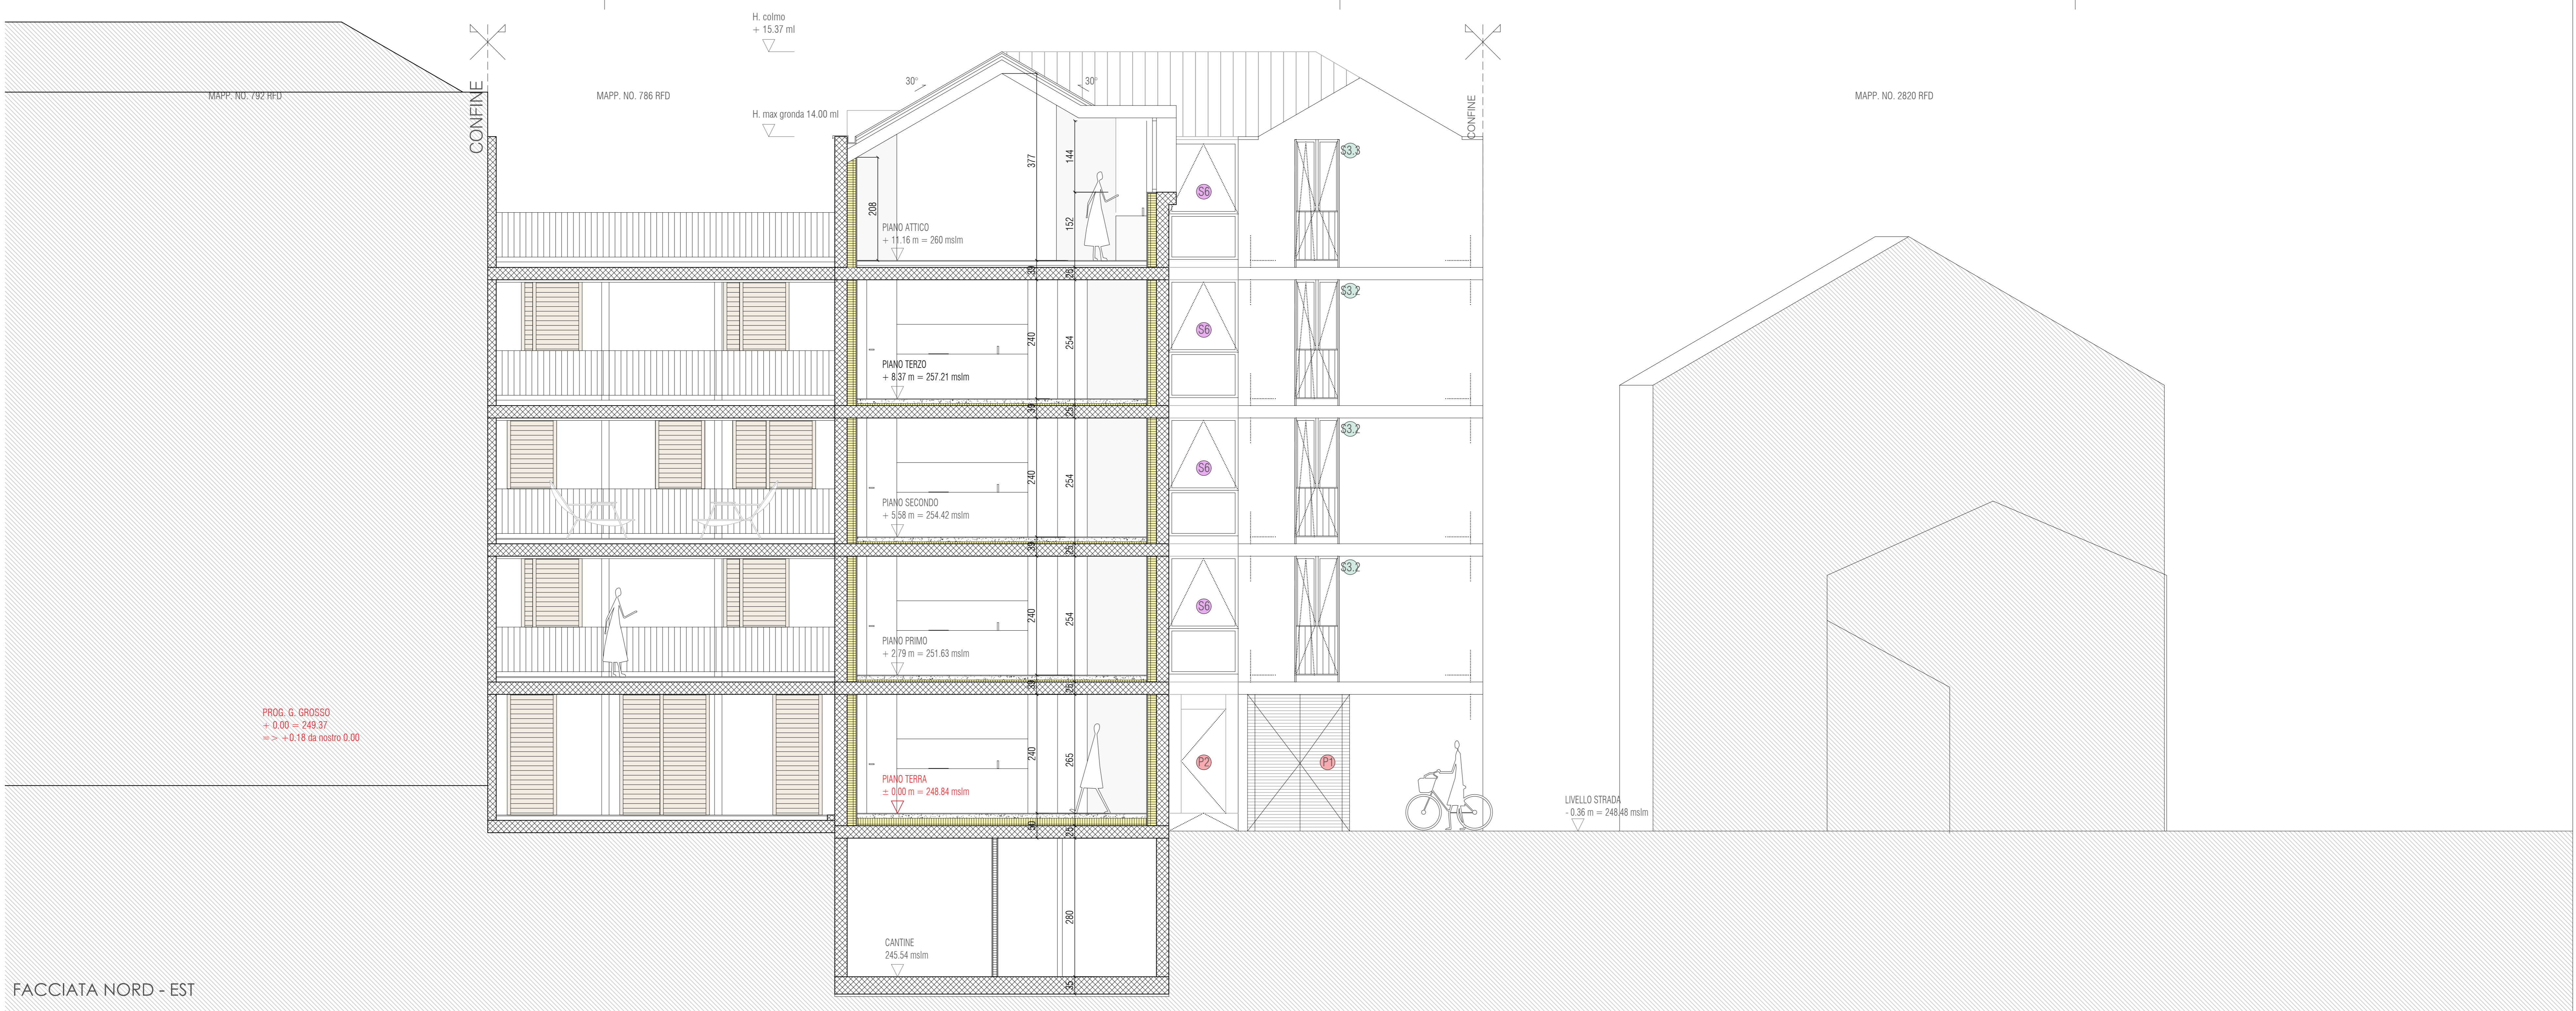 H. colmo
+ 15.37 ml
CONFINE
MAPP. NO. 792 RFD
MAPP. NO. 786 RFD
H. max gronda 14.00 ml
30°
30°
CONFINE
MAPP. NO. 2820 RFD
377
144
208
152
PIANO ATTICO
+ 11.16 m = 260 mslm
S6
S3.3
39
25
240
254
PIANO TERZO
+ 8.37 m = 257.21 mslm
S6
S3.2
39
25
240
254
PIANO SECONDO
+ 5.58 m = 254.42 mslm
S6
S3.2
39
25
240
254
PIANO PRIMO
+ 2.79 m = 251.63 mslm
S6
S3.2
39
25
PROG. G. GROSSO
+ 0.00 = 249.37
=> +0.18 da nostro 0.00
240
265
PIANO TERRA
± 0.00 m = 248.84 mslm
P2
P1
LIVELLO STRADA
- 0.36 m = 248.48 mslm
50
25
280
CANTINE
245.54 mslm
35
FACCIATA NORD - EST